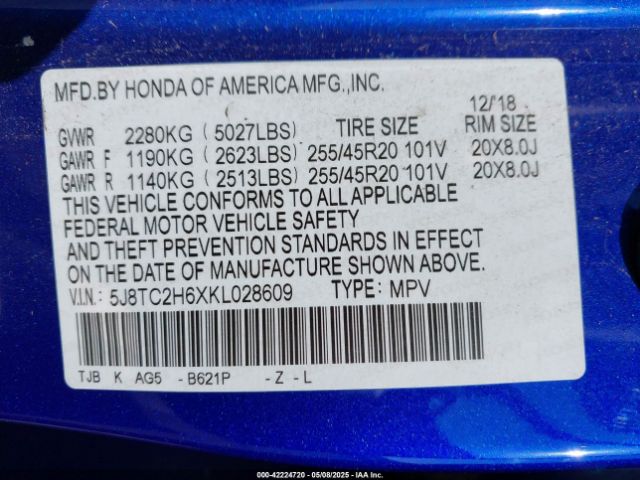 MFD.BY HONDA OF AMERICA MFG.,INC.
12/'18
GVWR 2280KG ( 5027LBS ) TIRE SIZE RIM SIZE
GAWR F 1190KG ( 2623LBS ) 255/45R20 101V 20X8.0J
GAWR R 1140KG ( 2513LBS ) 255/45R20 101V 20X8.0J
THIS VEHICLE CONFORMS TO ALL APPLICABLE
FEDERAL MOTOR VEHICLE SAFETY
AND THEFT PREVENTION STANDARDS IN EFFECT
ON THE DATE OF MANUFACTURE SHOWN ABOVE.
V.I.N.: 5J8TC2H6XKL028609 TYPE: MPV
TJB K AG5 - B621P - Z - L
000-42224720 | 05/08/2025 | IAA Inc.